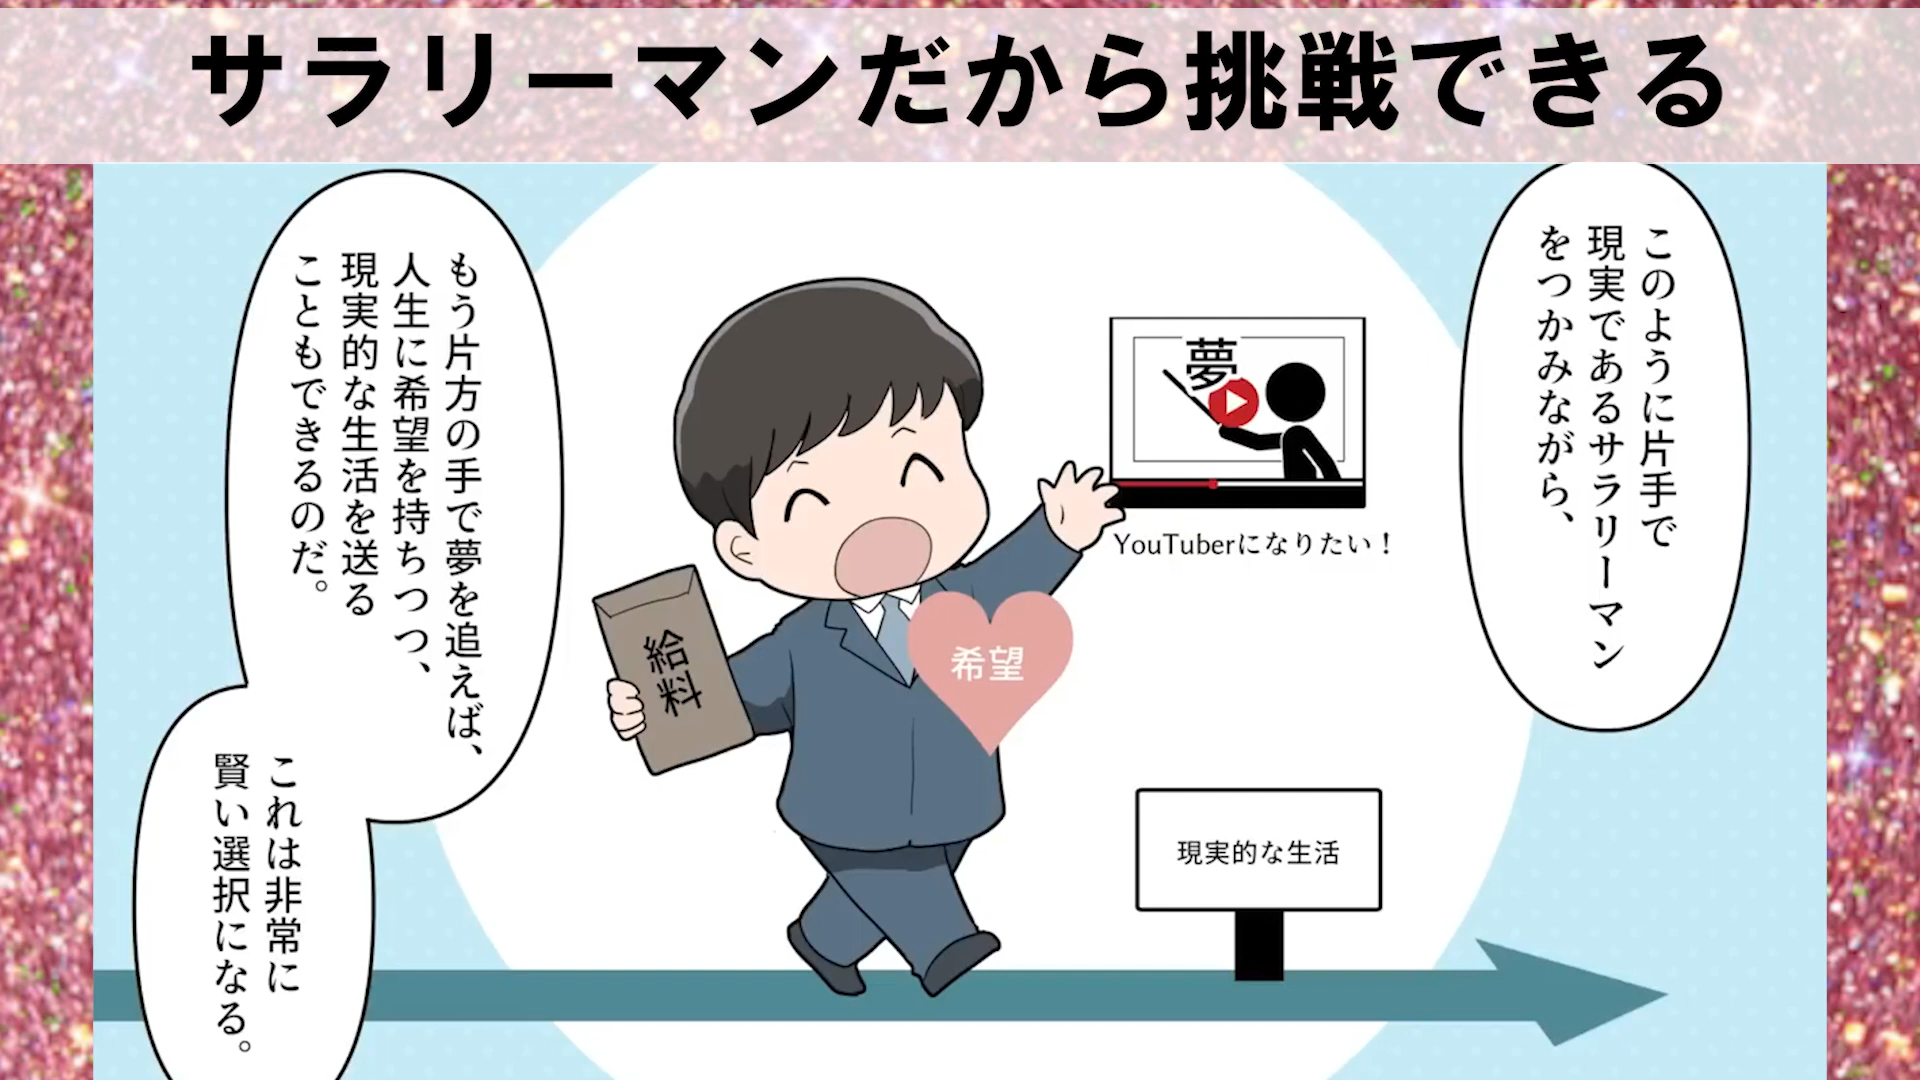 サラリーマンだから挑戦できる
このように片手で
現実であるサラリーマン
をつかみながら、
夢
YouTuberになりたい！
もう片方の手で夢を追えば、
人生に希望を持ちつつ、
現実的な生活を送る
こともできるのだ。
給料
希望
現実的な生活
これは非常に
賢い選択になる。